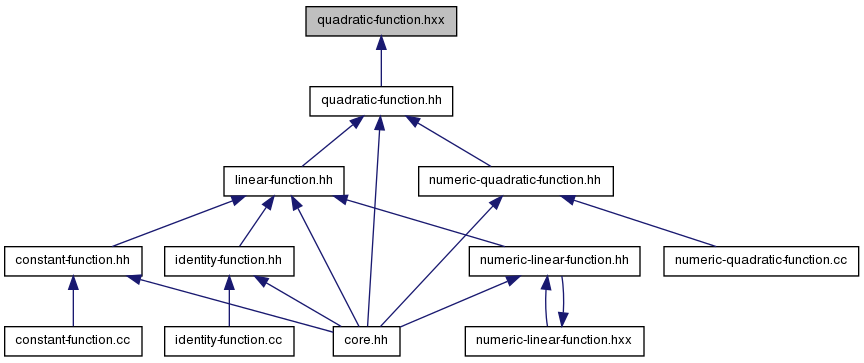 quadratic-function.hxx
quadratic-function.hh
linear-function.hh
numeric-quadratic-function.hh
constant-function.hh
identity-function.hh
numeric-linear-function.hh
numeric-quadratic-function.cc
constant-function.cc
identity-function.cc
core.hh
numeric-linear-function.hxx